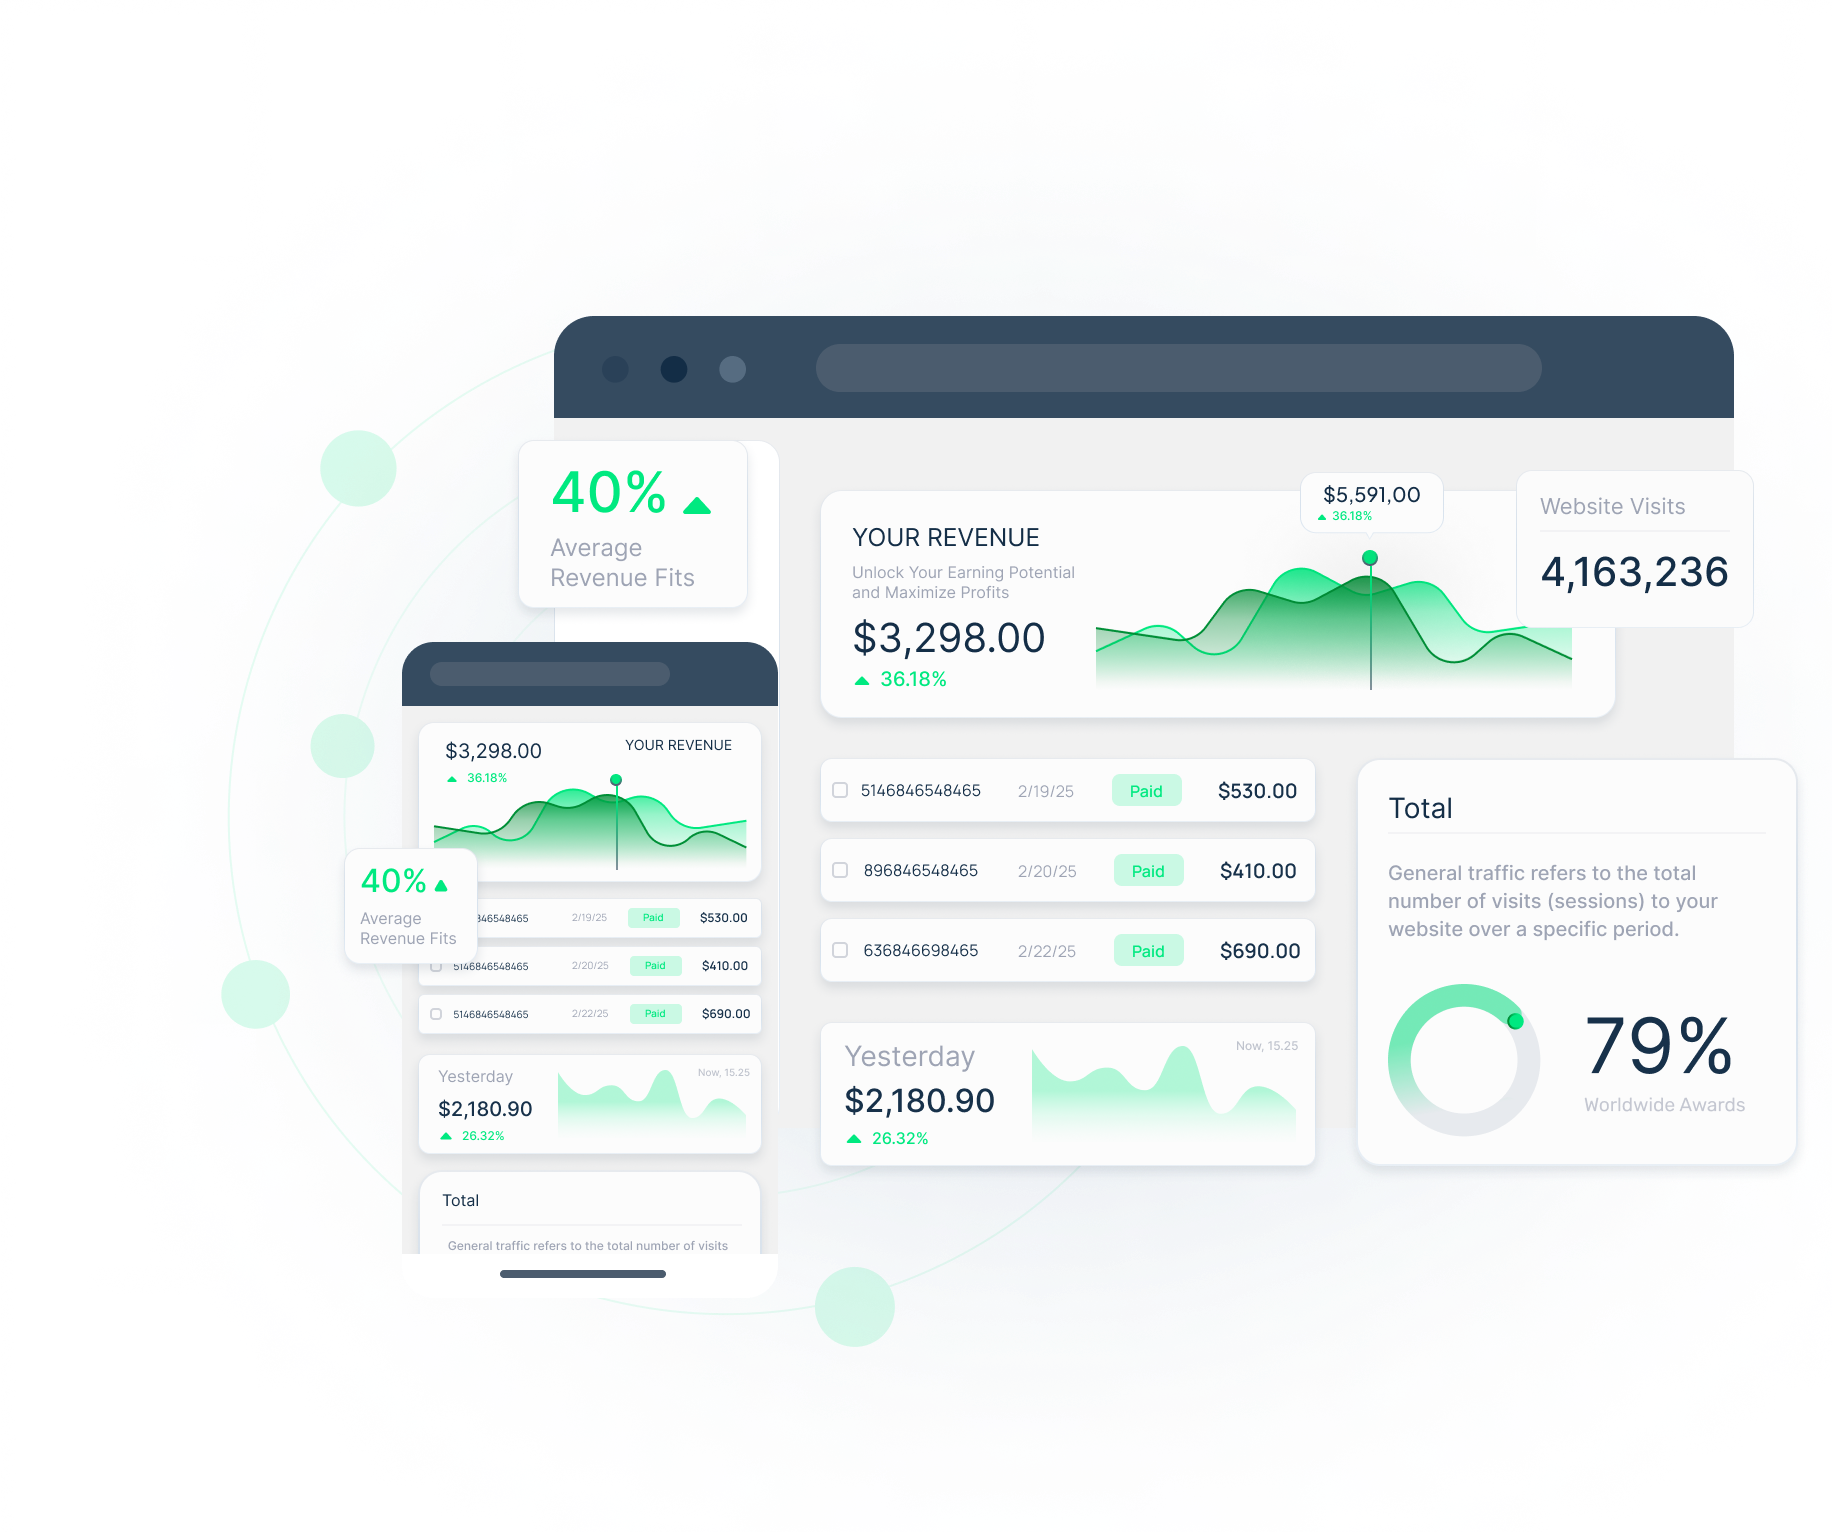 40%
Average
Revenue Fits
YOUR REVENUE
Unlock Your Earning Potential
and Maximize Profits
$3,298.00
36.18%
$5,591,00
36.18%
Website Visits
4,163,236
5146846548465 2/19/25 Paid $530.00
896846548465 2/20/25 Paid $410.00
636846698465 2/22/25 Paid $690.00
Yesterday
$2,180.90
26.32%
Now, 15.25
Total
General traffic refers to the total
number of visits (sessions) to your
website over a specific period.
79%
Worldwide Awards
$3,298.00
YOUR REVENUE
36.18%
40%
Average
Revenue Fits
846548465 2/19/25 Paid $530.00
5146846548465 2/20/25 Paid $410.00
5146846548465 2/22/25 Paid $690.00
Yesterday
$2,180.90
26.32%
Now, 15.25
Total
General traffic refers to the total number of visits